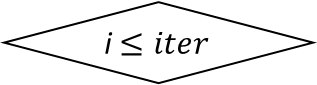 i ≤ iter